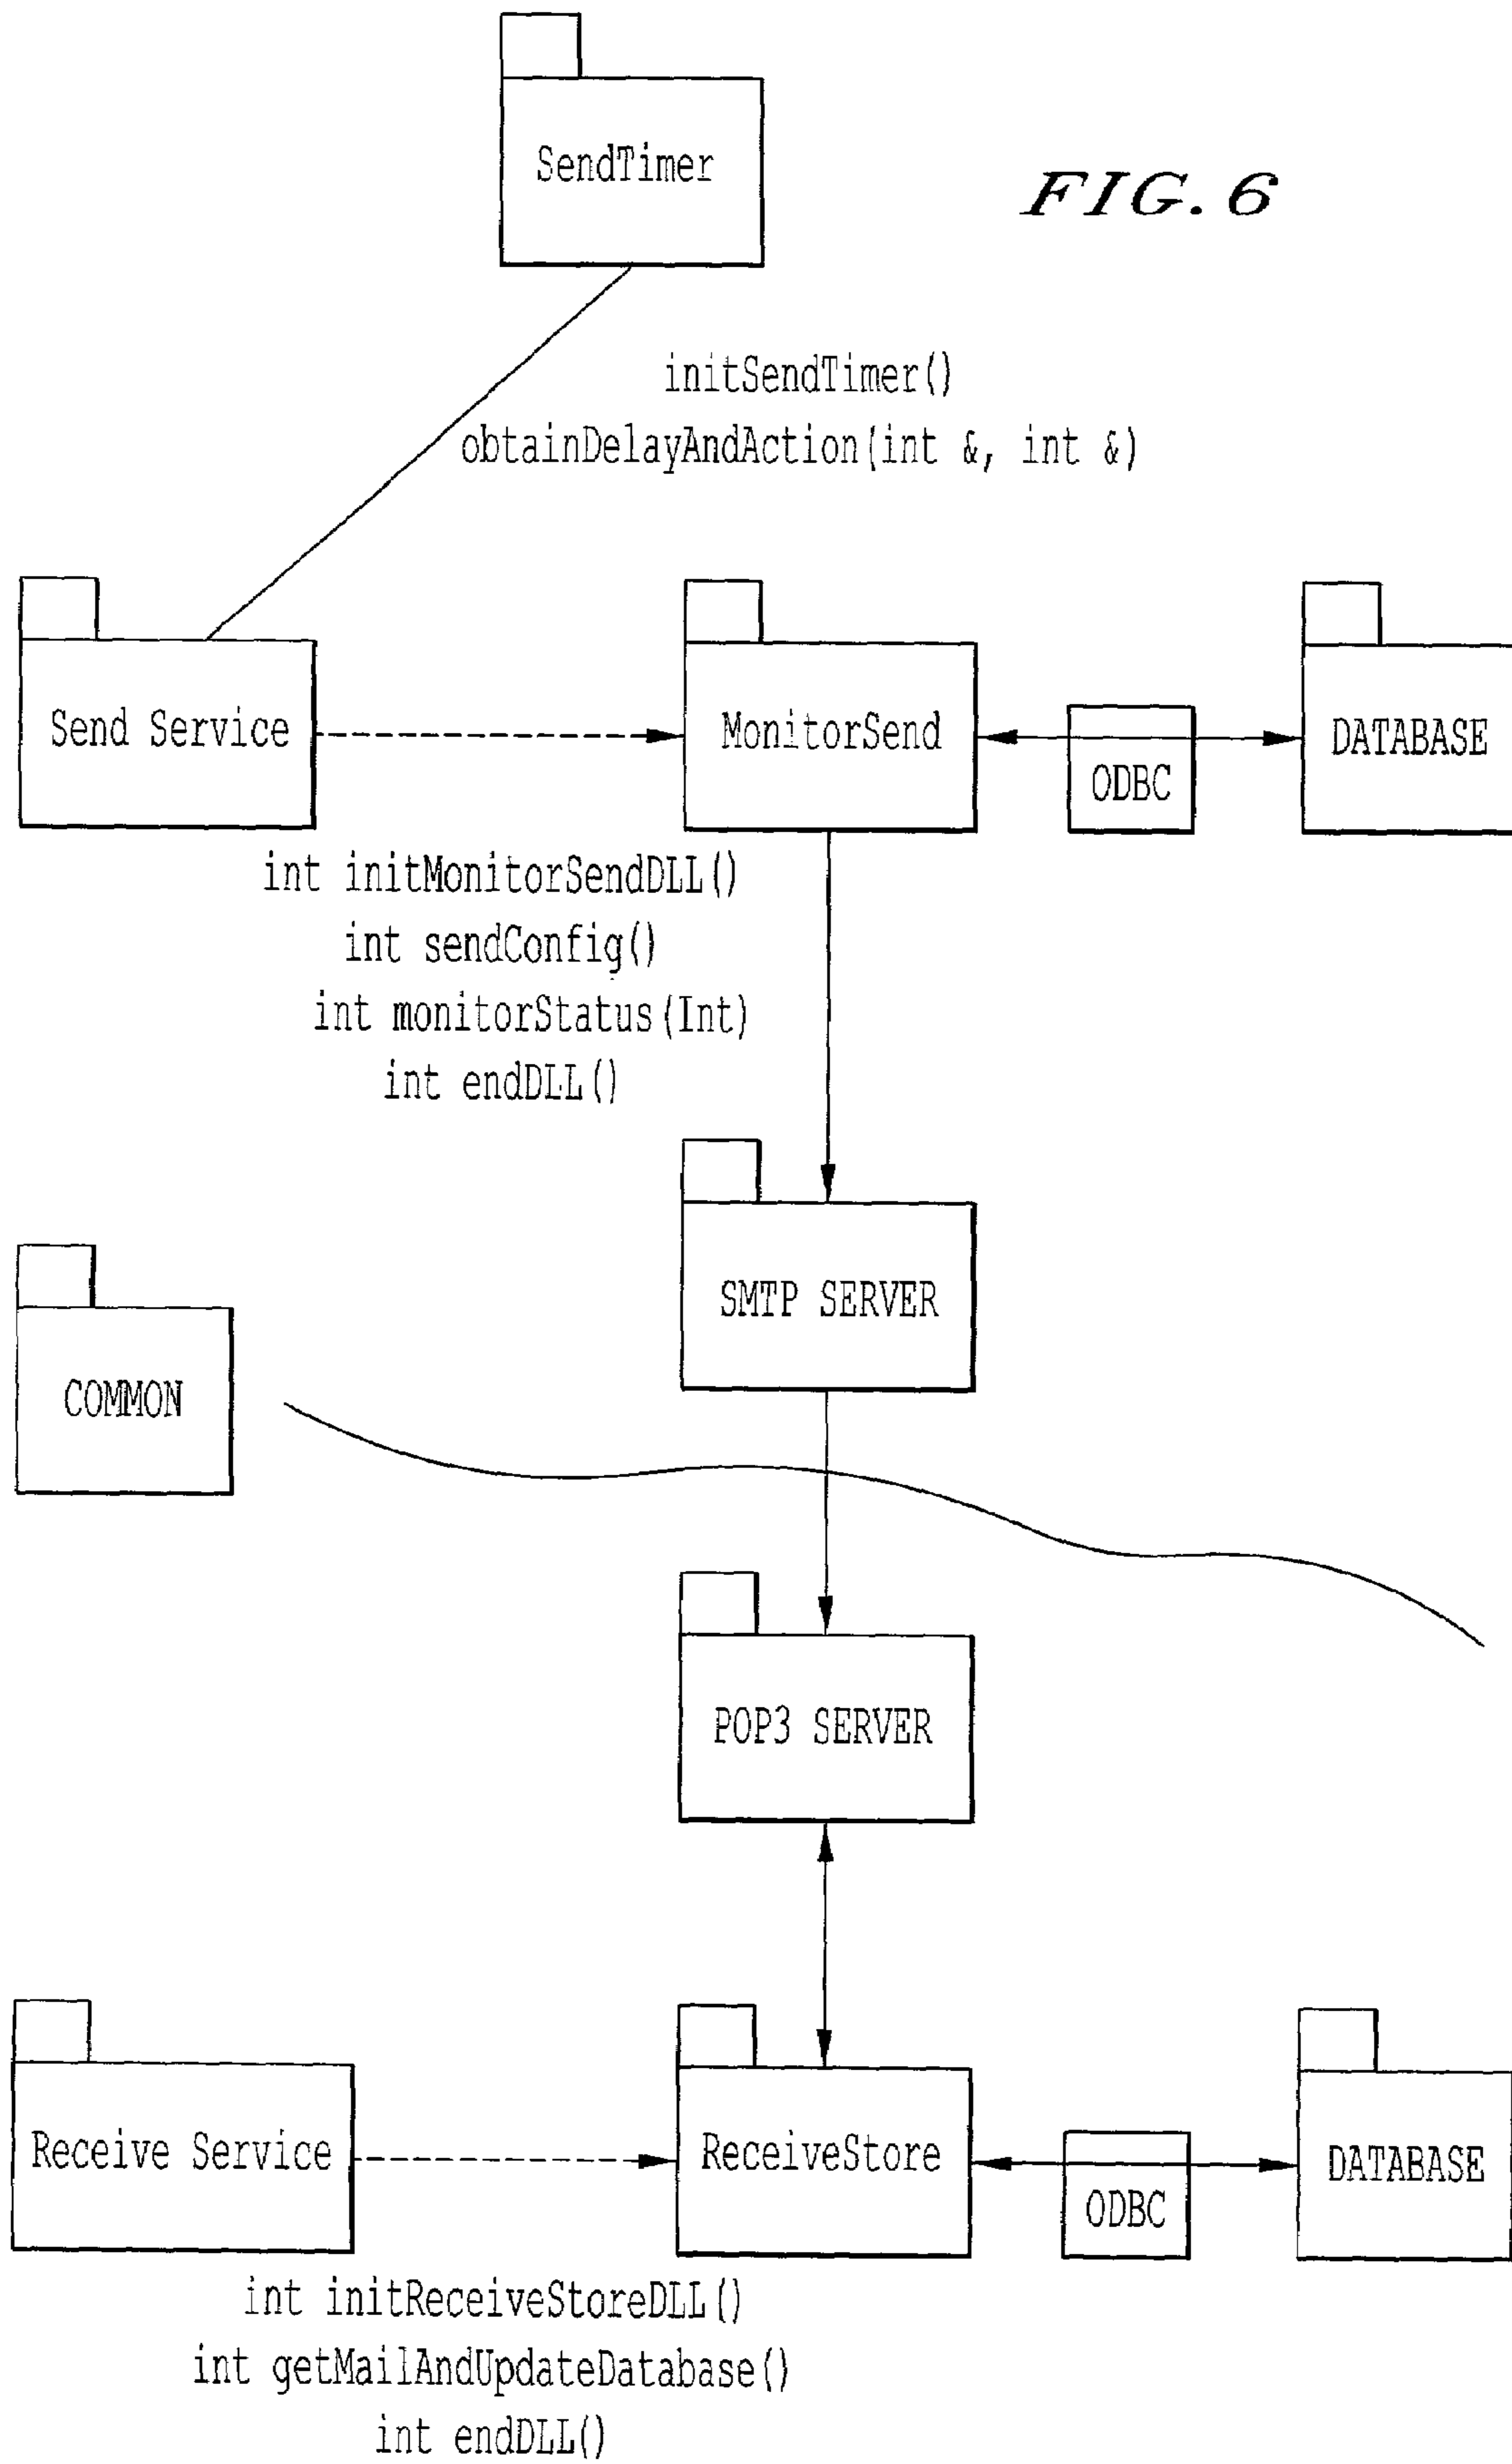 SendTimer
FIG. 6
initSendTimer()
obtainDelayAndAction(int &, int &)
Send Service
MonitorSend
ODBC
DATABASE
int initMonitorSendDLL()
int sendConfig()
int monitorStatus(Int)
int endDLL()
SMTP SERVER
COMMON
POP3 SERVER
Receive Service
ReceiveStore
ODBC
DATABASE
int initReceiveStoreDLL()
int getMailAndUpdateDatabase()
int endDLL()